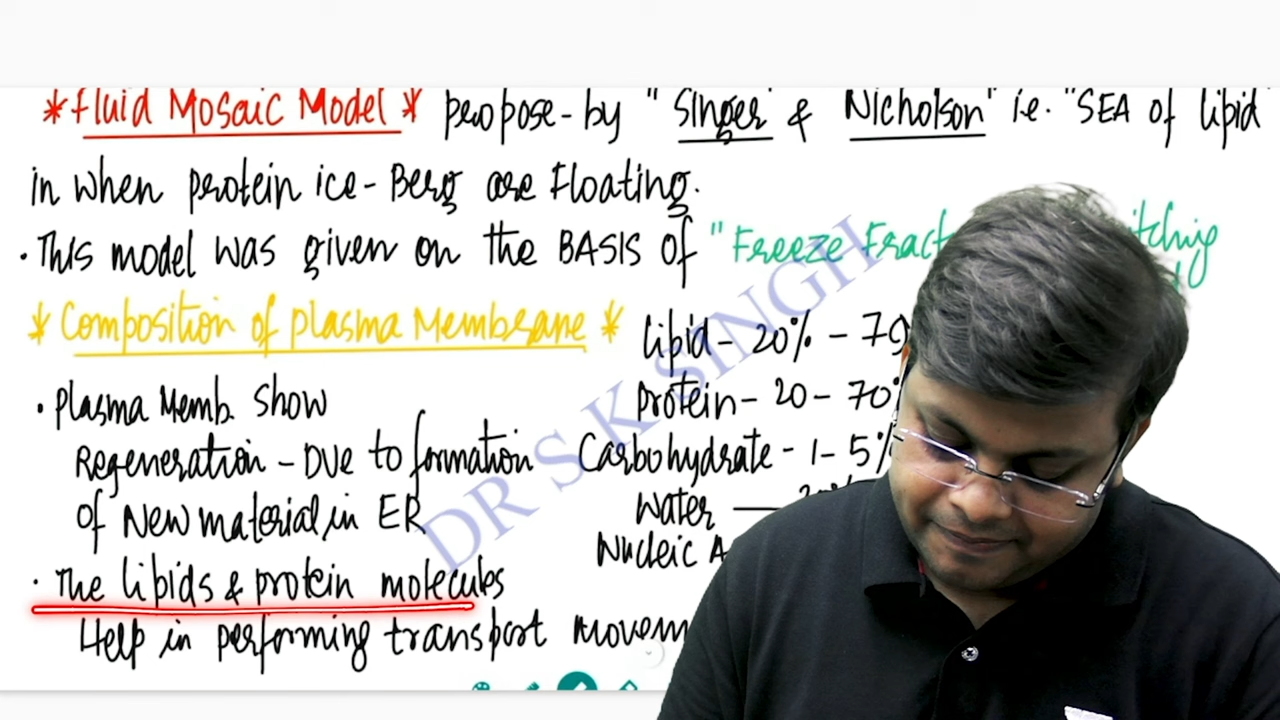 * Fluid Mosaic Model * propose-by "Singer" & Nicholson" ie. "SEA of lipid
in when protein ice-Berg are Floating.
. This model was given on the BASIS of "Freeze
* Composition of plasma Membrane *
lipid - 20% - 79
. Plasma Memb. Show
Protein - 20 - 70%
Regeneration - Due to formation
Carbohydrate - 1 - 5%
of New material in ER
Water
Nucleic A
. The lipids & protein molecules
Help in performing transport movem
DR S K SINGH